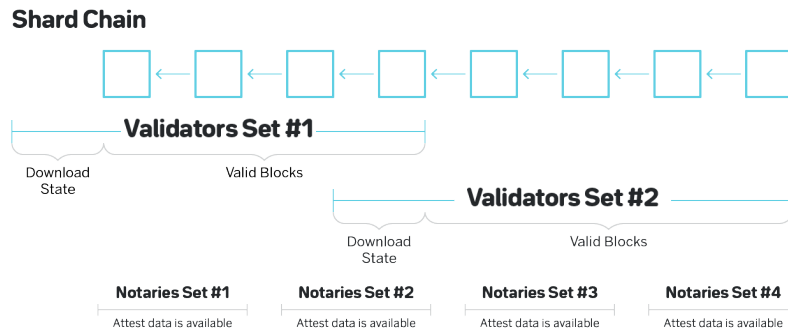 Shard Chain
Validators Set #1
Download
State
Valid Blocks
Validators Set #2
Download
State
Valid Blocks
Notaries Set #1
Notaries Set #2
Notaries Set #3
Notaries Set #4
Attest data is available
Attest data is available
Attest data is available
Attest data is available